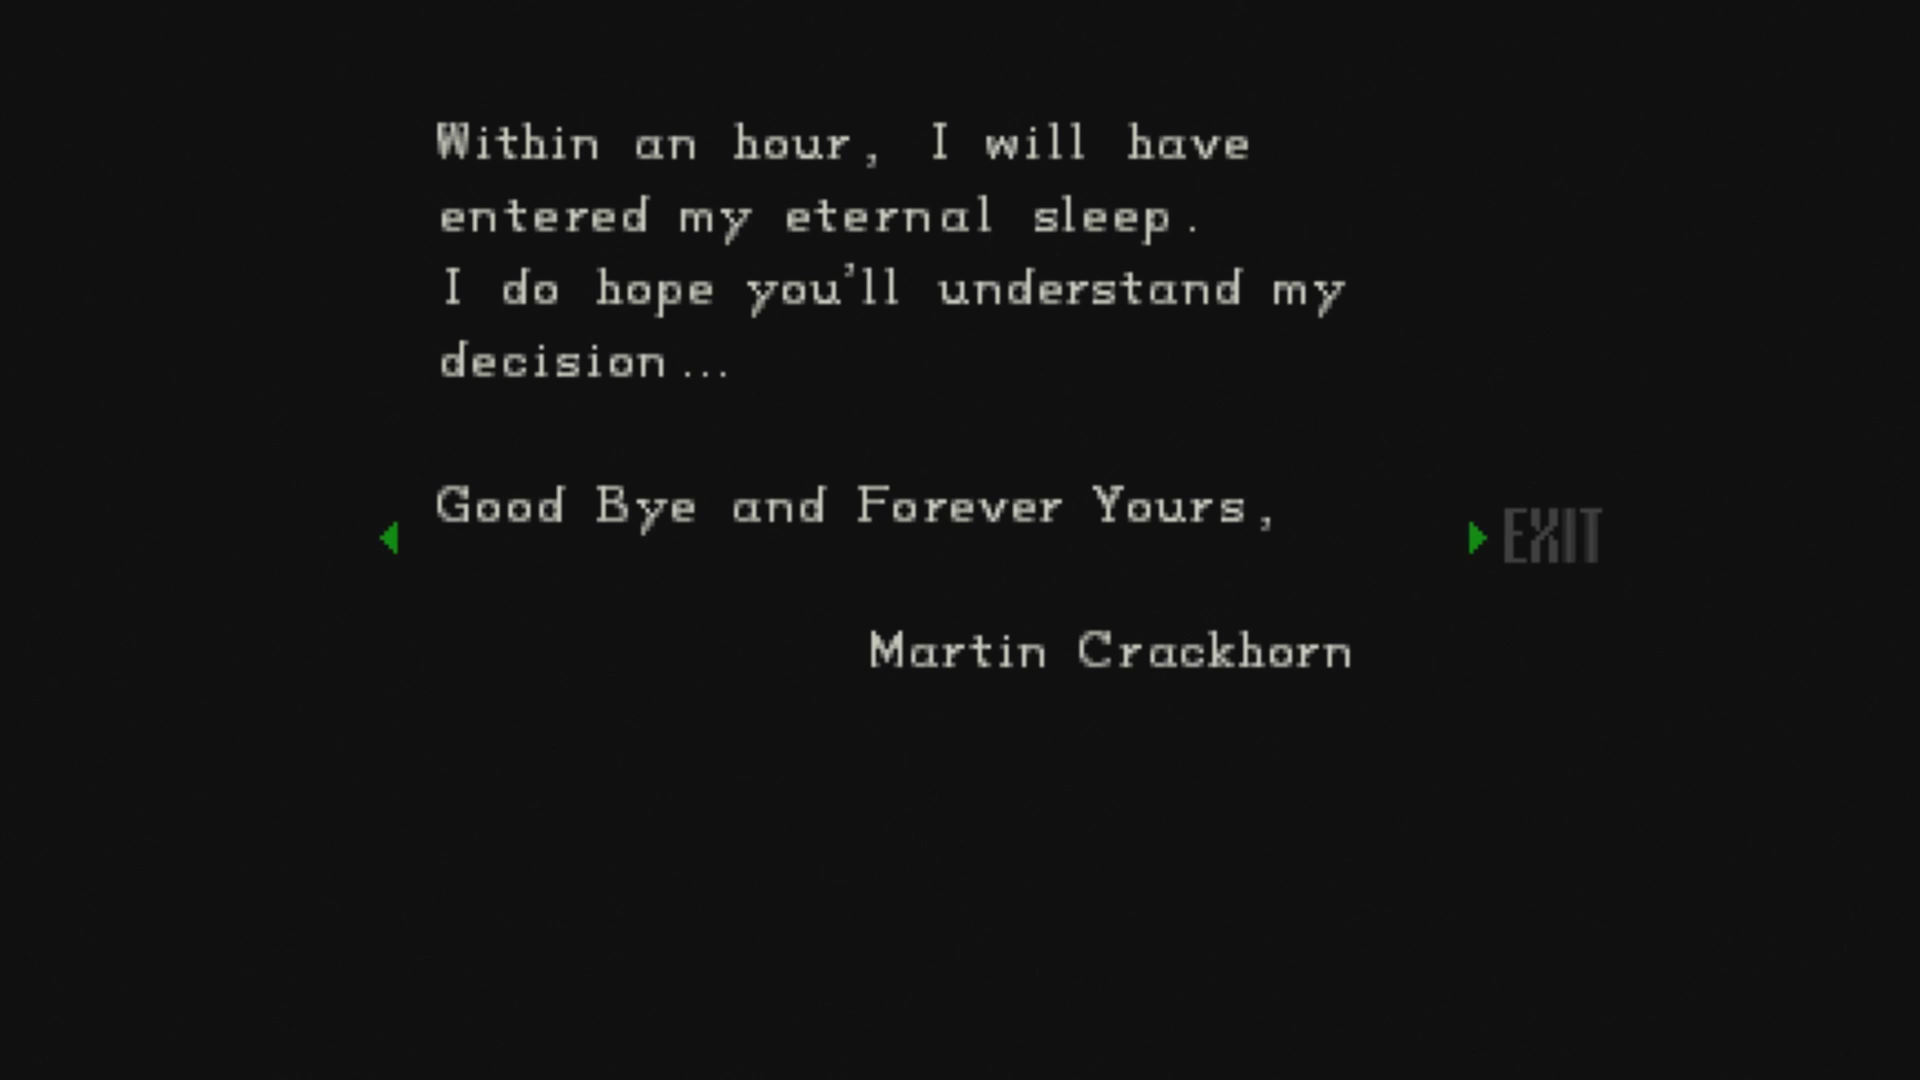 Within an hour, I will have
entered my eternal sleep.
I do hope you'll understand my
decision...
Good Bye and Forever Yours,
EXIT
Martin Crackhorn